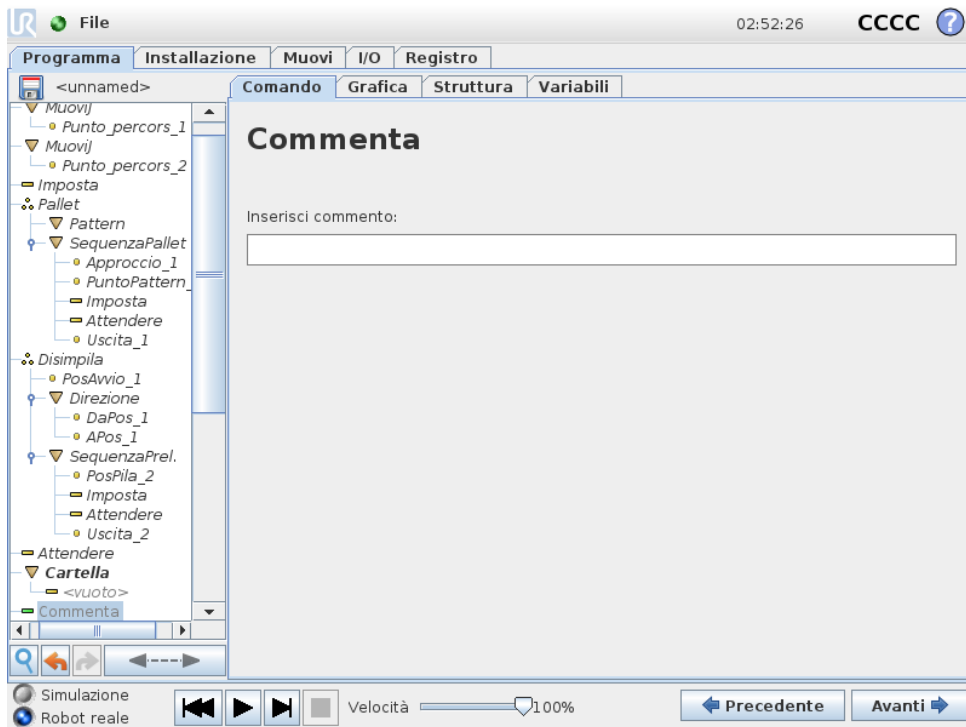 UR File 02:52:26 CCCC ?
Programma Installazione Muovi I/O Registro
<unnamed>
Comando Grafica Struttura Variabili
MuoviJ
Punto_percors_1
MuoviJ
Punto_percors_2
Imposta
Pallet
Pattern
SequenzaPallet
Approccio_1
PuntoPattern_
Imposta
Attendere
Uscita_1
Disimpila
PosAvvio_1
Direzione
DaPos_1
APos_1
SequenzaPrel.
PosPila_2
Imposta
Attendere
Uscita_2
Attendere
Cartella
<vuoto>
Commenta
Commenta
Inserisci commento:
Simulazione
Robot reale
Velocità 100%
Precedente Avanti